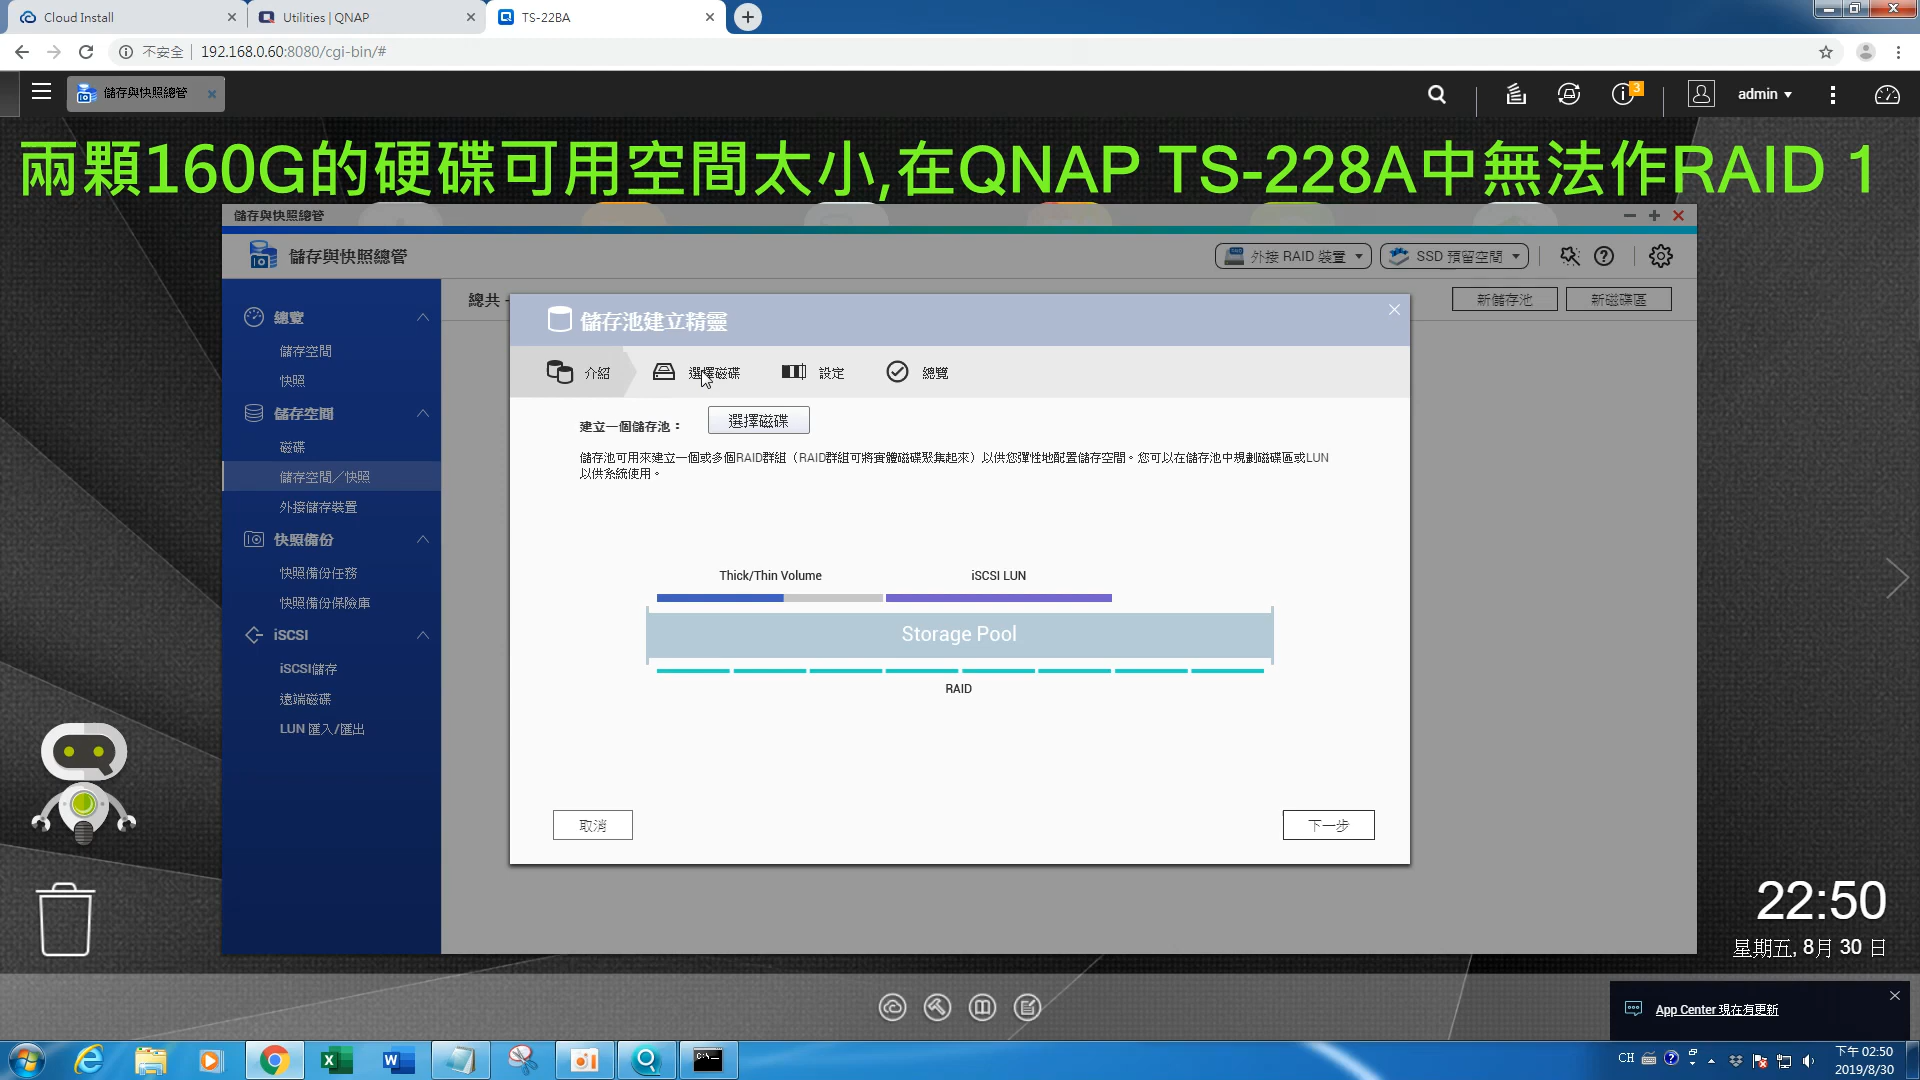 Cloud Install
Utilities | QNAP
TS-22BA
不安全 | 192.168.0.60:8080/cgi-bin/#
儲存與快照總管
3
admin
兩顆160G的硬碟可用空間太小,在QNAP TS-228A中無法作RAID 1
儲存與快照總管
儲存與快照總管
外接 RAID 裝置
SSD 預留空間
總覽
儲存空間
快照
儲存空間
磁碟
儲存空間／快照
外接儲存裝置
快照備份
快照備份任務
快照備份保險庫
iSCSI
iSCSI儲存
遠端磁碟
LUN 匯入/匯出
總共 -
新儲存池
新磁碟區
儲存池建立精靈
介紹
選擇磁碟
設定
總覽
建立一個儲存池：
選擇磁碟
儲存池可用來建立一個或多個RAID群組（RAID群組可將實體磁碟聚集起來）以供您彈性地配置儲存空間。您可以在儲存池中規劃磁碟區或LUN
以供系統使用。
Thick/Thin Volume
iSCSI LUN
Storage Pool
RAID
取消
下一步
22:50
星期五, 8月 30 日
App Center 現在有更新
CH
下午 02:50
2019/8/30